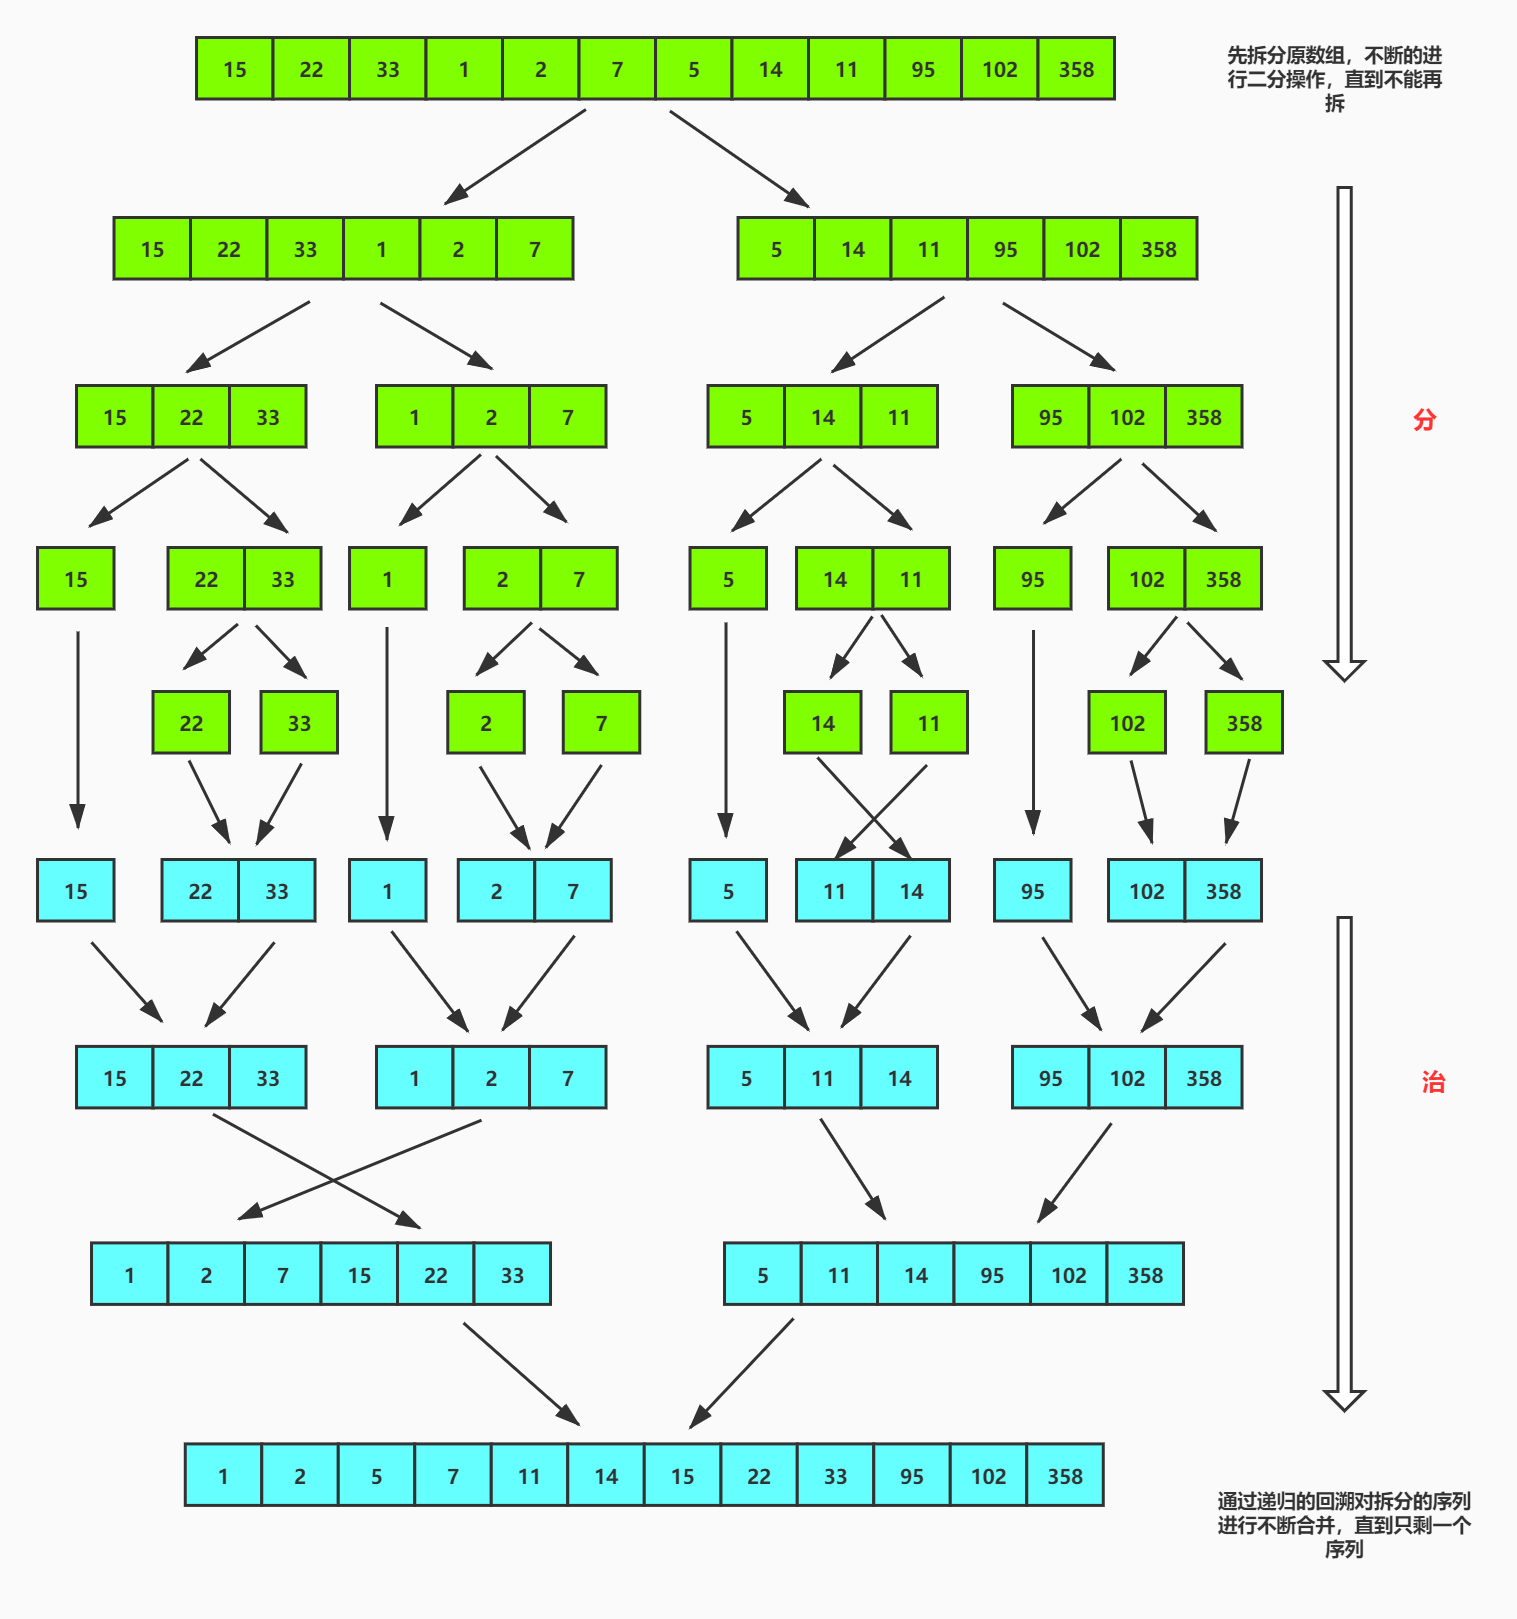 15 22 33 1 2 7 5 14 11 95 102 358
先拆分原数组，不断的进
行二分操作，直到不能再
拆
15 22 33 1 2 7 5 14 11 95 102 358
15 22 33 1 2 7 5 14 11 95 102 358
分
15 22 33 1 2 7 5 14 11 95 102 358
22 33 2 7 14 11 102 358
15 22 33 1 2 7 5 11 14 95 102 358
15 22 33 1 2 7 5 11 14 95 102 358
治
1 2 7 15 22 33 5 11 14 95 102 358
1 2 5 7 11 14 15 22 33 95 102 358
通过递归的回溯对拆分的序列
进行不断合并，直到只剩一个
序列